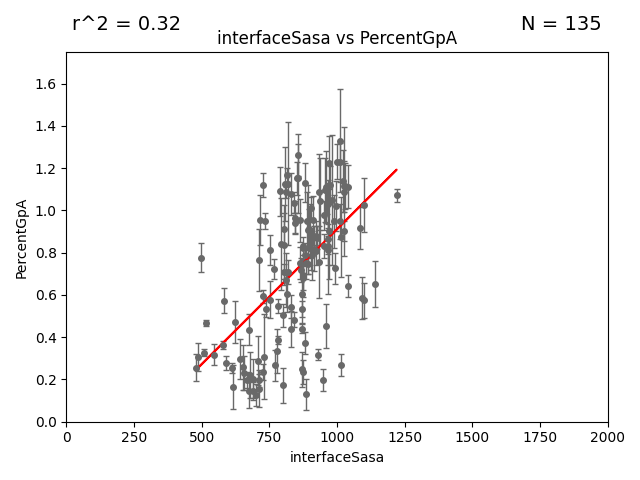 r^2 = 0.32
N = 135
interfaceSasa vs PercentGpA
1.6
1.4
1.2
1.0
0.8
0.6
0.4
0.2
0.0
PercentGpA
0 250 500 750 1000 1250 1500 1750 2000
interfaceSasa